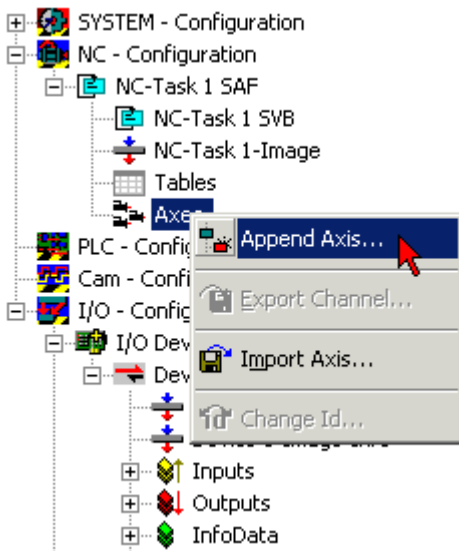 SYSTEM - Configuration
NC - Configuration
NC-Task 1 SAF
NC-Task 1 SVB
NC-Task 1-Image
Tables
Axes
Append Axis...
PLC - Config
Cam - Confi
Export Channel...
I/O - Config
I/O Dev
Import Axis...
Dev
Change Id...
Inputs
Outputs
InfoData